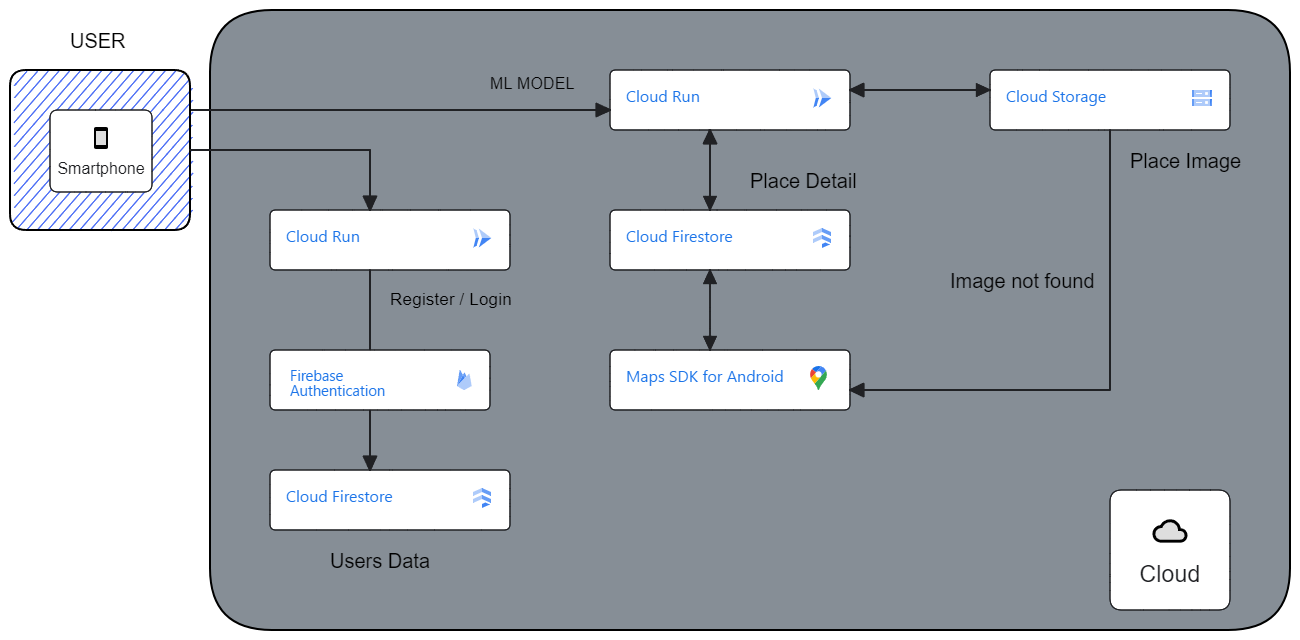 USER
Smartphone
ML MODEL
Cloud Run
Cloud Storage
Place Image
Place Detail
Cloud Run
Cloud Firestore
Register / Login
Image not found
Firebase
Authentication
Maps SDK for Android
Cloud Firestore
Users Data
Cloud